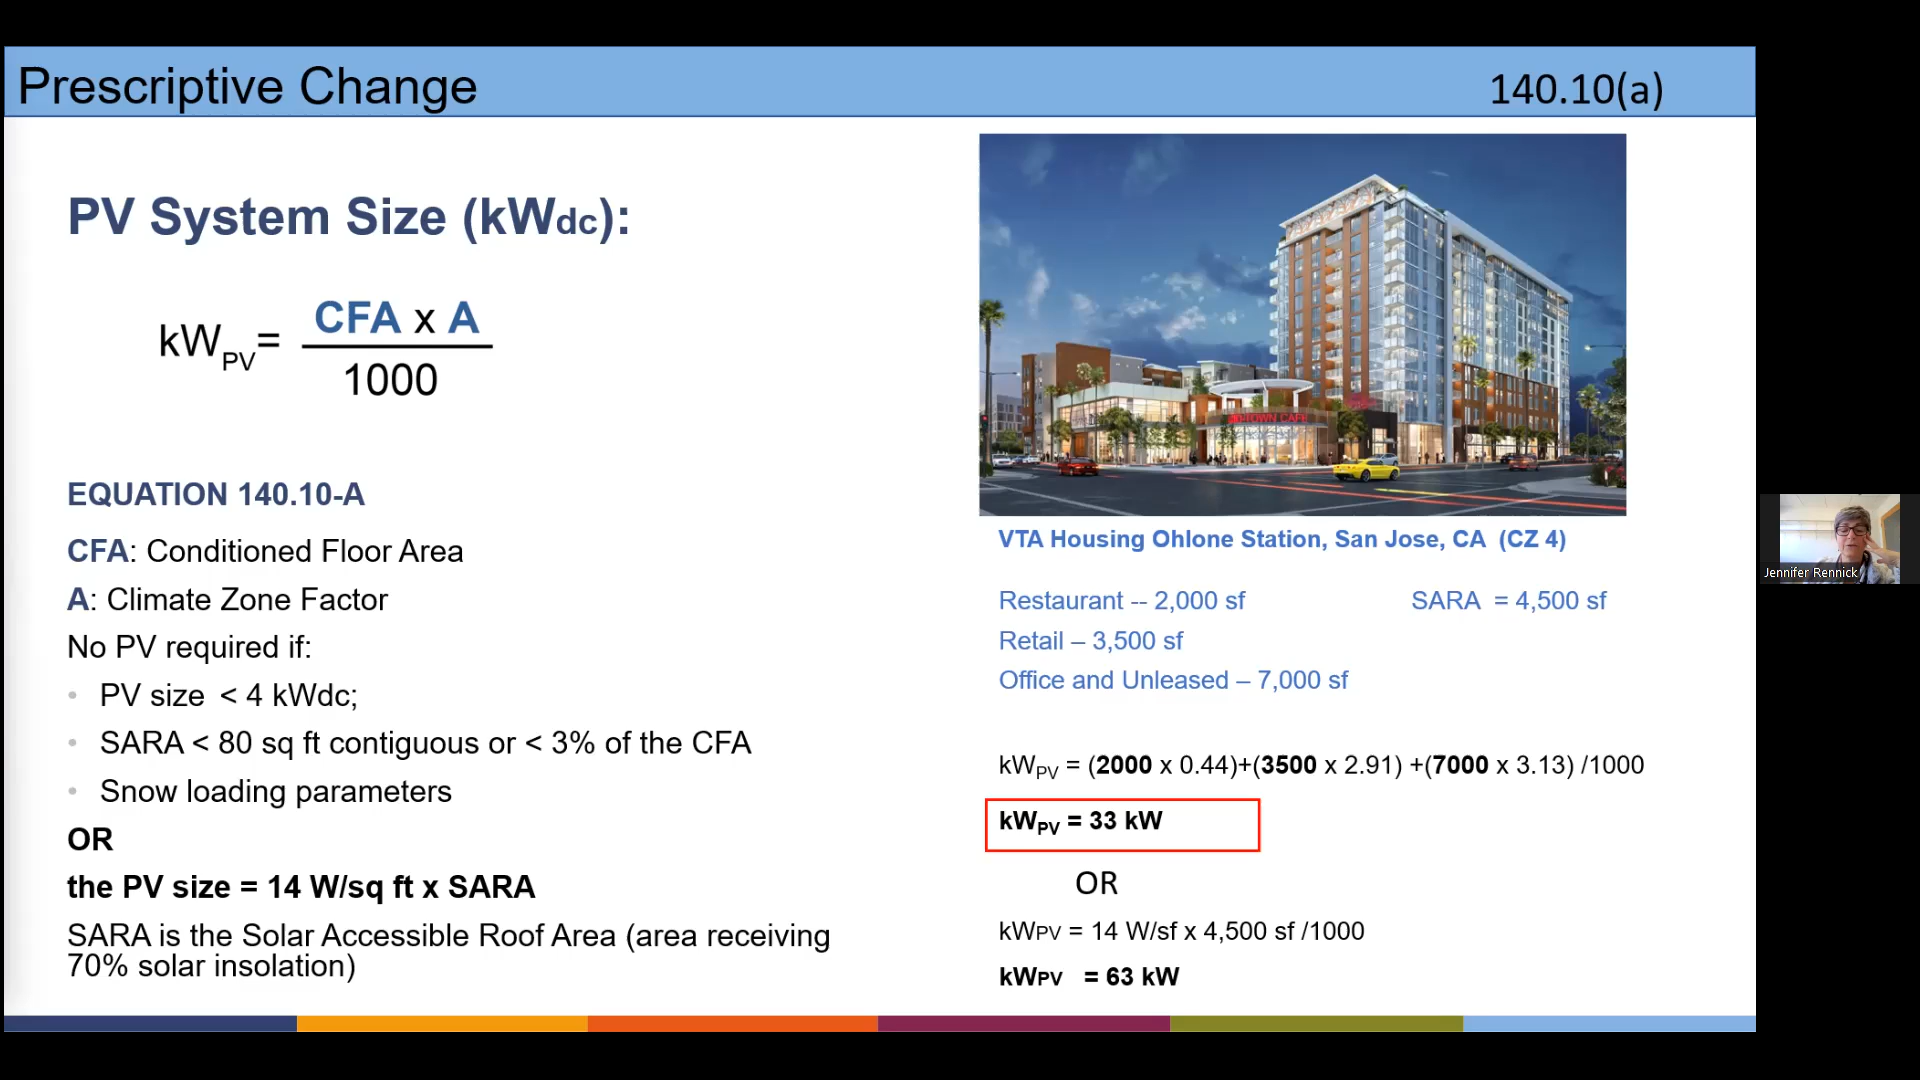 Prescriptive Change
140.10(a)
PV System Size (kWdc):
kWPV= CFA x A
1000
EQUATION 140.10-A
CFA: Conditioned Floor Area
A: Climate Zone Factor
No PV required if:
• PV size < 4 kWdc;
• SARA < 80 sq ft contiguous or < 3% of the CFA
• Snow loading parameters
OR
the PV size = 14 W/sq ft x SARA
SARA is the Solar Accessible Roof Area (area receiving
70% solar insolation)
VTA Housing Ohlone Station, San Jose, CA (CZ 4)
Restaurant -- 2,000 sf
SARA = 4,500 sf
Retail – 3,500 sf
Office and Unleased – 7,000 sf
kWPV = (2000 x 0.44)+(3500 x 2.91) +(7000 x 3.13) /1000
kWPV = 33 kW
OR
kWPV = 14 W/sf x 4,500 sf /1000
kWPV = 63 kW
Jennifer Rennick